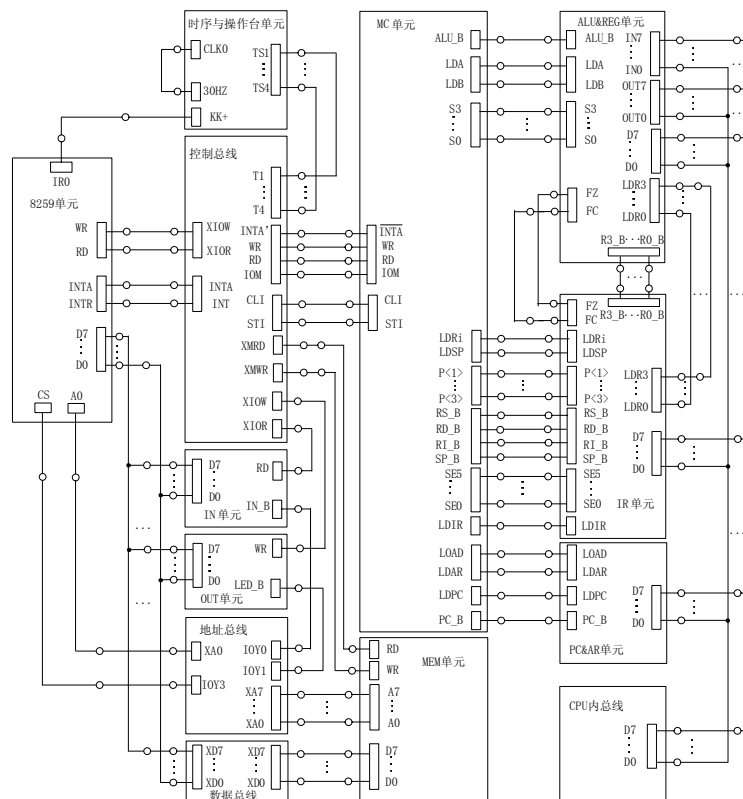 时序与操作台单元
CLK0
30HZ
KK+
TS1
TS4
控制总线
T1
T4
INTA'
WR
RD
IOM
XIOW
XIOR
INTA
INT
CLI
STI
XMRD
XMWR
XIOW
XIOR
IR0
8259单元
WR
RD
INTA
INTR
D7
D0
CS
A0
D7
D0
RD
IN_B
IN单元
...
D7
D0
WR
LED_B
OUT单元
...
地址总线
XA0
IOY3
IOY0
IOY1
XA7
XA0
XD7
XD0
XD7
XD0
数据总线
MC单元
ALU_B
LDA
LDB
S3
S0
INTA
WR
RD
IOM
CLI
STI
LDRi
LDSP
P<1>
P<3>
RS_B
RD_B
RI_B
SP_B
SE5
SE0
LDIR
LOAD
LDAR
LDPC
PC_B
RD
WR
MEM单元
A7
A0
D7
D0
ALU&REG单元
ALU_B
LDA
LDB
S3
S0
IN7
IN0
OUT7
OUT0
D7
D0
FZ
FC
LDR3
LDR0
R3_B···R0_B
...
FZ
FC
R3_B···R0_B
LDRi
LDSP
P<1>
P<3>
RS_B
RD_B
RI_B
SP_B
SE5
SE0
LDIR
LDR3
LDR0
D7
D0
IR单元
LOAD
LDAR
LDPC
PC_B
D7
D0
PC&AR单元
CPU内总线
D7
D0